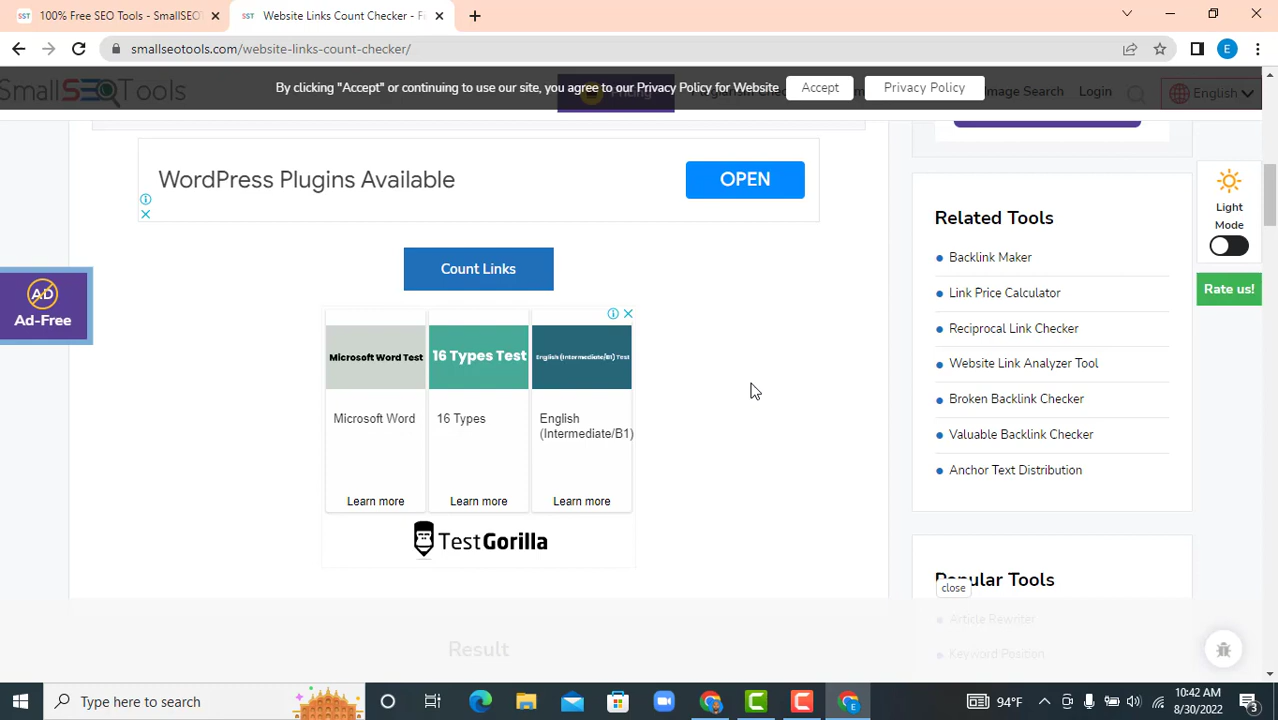 100% Free SEO Tools - SmallSEOT
Website Links Count Checker - Fi
smallseotools.com/website-links-count-checker/
E
SmallSEOTools
By clicking "Accept" or continuing to use our site, you agree to our Privacy Policy for Website
Accept
Privacy Policy
Pricing
Image Search
Login
English
WordPress Plugins Available
OPEN
Count Links
AD
Ad-Free
Microsoft Word Test
16 Types Test
English (Intermediate/B1) Test
Microsoft Word
16 Types
English
(Intermediate/B1)
Learn more
Learn more
Learn more
TestGorilla
Result
Related Tools
Backlink Maker
Link Price Calculator
Reciprocal Link Checker
Website Link Analyzer Tool
Broken Backlink Checker
Valuable Backlink Checker
Anchor Text Distribution
Popular Tools
close
Article Rewriter
Keyword Position
Light
Mode
Rate us!
Type here to search
94°F
10:42 AM
8/30/2022
3